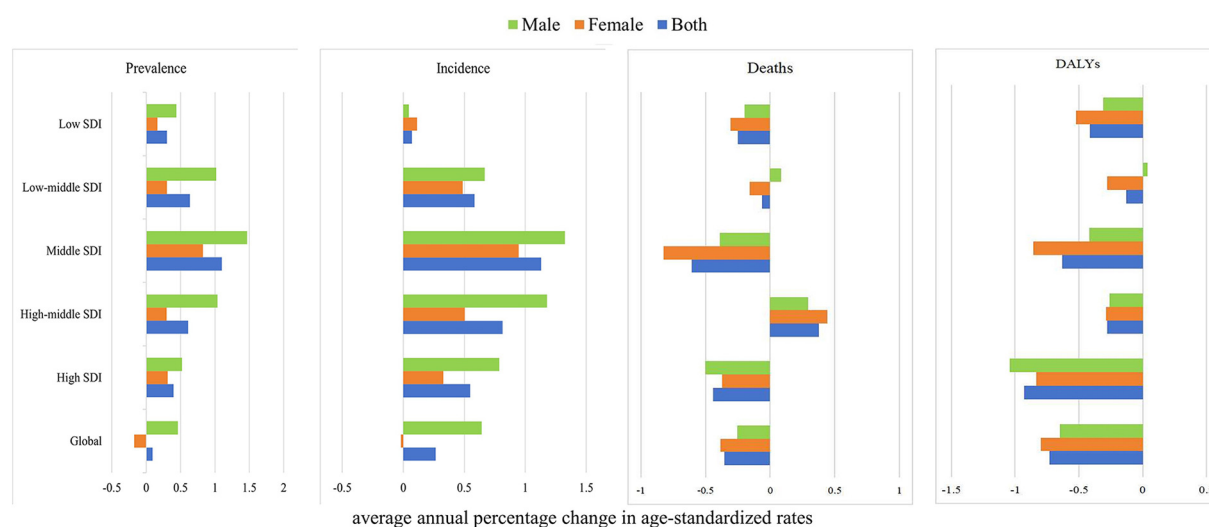 Male Female Both
Prevalence
Incidence
Deaths
DALYs
Low SDI
Low-middle SDI
Middle SDI
High-middle SDI
High SDI
Global
-0.5 0 0.5 1 1.5 2
-0.5 0 0.5 1 1.5
-1 -0.5 0 0.5 1
-1.5 -1 -0.5 0 0.5
average annual percentage change in age-standardized rates